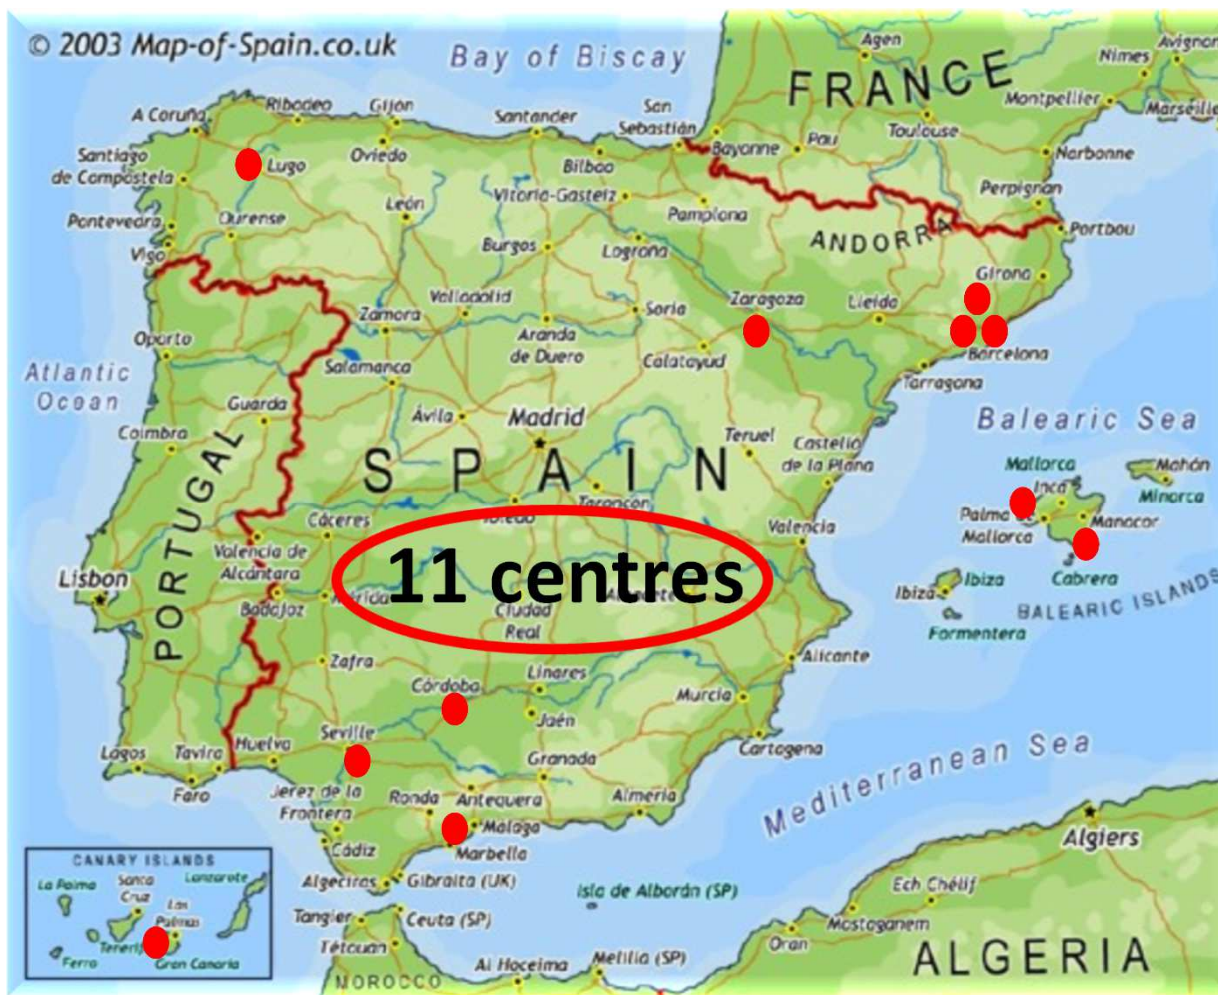 © 2003 Map-of-Spain.co.uk
Bay of Biscay
FRANCE
Agen
Avignon
Nimes
Montpellier
Marseille
Toulouse
Pau
Bayonne
Narbonne
Perpignan
Portbou
ANDORRA
A Coruña
Ribadeo
Gijón
Santander
San
Sebastián
Santiago
de Compostela
Lugo
Oviedo
Bilbao
Vitoria-Gasteiz
Pamplona
Pontevedra
Ourense
León
Burgos
Logroño
Vigo
Girona
Zamora
Valladolid
Soria
Zaragoza
Lleida
Oporto
Aranda
de Duero
Calatayud
Barcelona
Salamanca
Tarragona
Atlantic
Ocean
Guarda
Ávila
Madrid
Coimbra
Teruel
Castelló
de la Plana
Balearic Sea
PORTUGAL
SPAIN
Mallorca
Inca
Mahón
Minorca
Tarancón
Toledo
Cáceres
Valencia
Palma de
Mallorca
Manacor
Cabrera
Valencia de
Alcántara
Lisbon
Badajoz
Mérida
11 centres
Ciudad
Real
Ibiza
Ibiza
Formentera
BALEARIC ISLANDS
Zafra
Alicante
Córdoba
Linares
Murcia
Jaén
Seville
Lagos
Tavira
Huelva
Granada
Cartagena
Mediterranean Sea
Faro
Jerez de la
Frontera
Ronda
Antequera
Almería
Málaga
Marbella
Cádiz
Algiers
CANARY ISLANDS
La Palma
Santa
Cruz
Lanzarote
Las
Palmas
Ferro
Gran Canaria
Algeciras
Gibralta (UK)
Isla de Alborán (SP)
Ech Chélif
Tangier
Ceuta (SP)
Mostaganem
Tétouan
Oran
ALGERIA
Al Hoceima
Melilla (SP)
MOROCCO